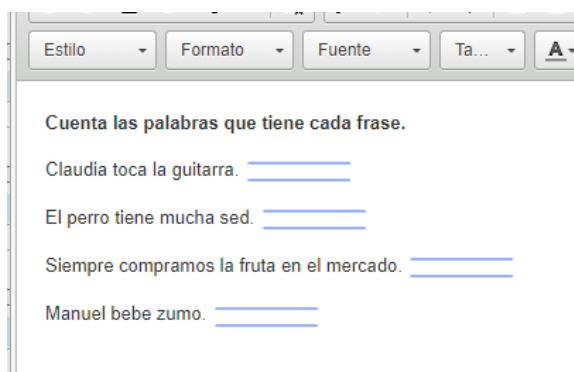 Estilo Formato Fuente Ta... A
Cuenta las palabras que tiene cada frase.
Claudia toca la guitarra.
El perro tiene mucha sed.
Siempre compramos la fruta en el mercado.
Manuel bebe zumo.